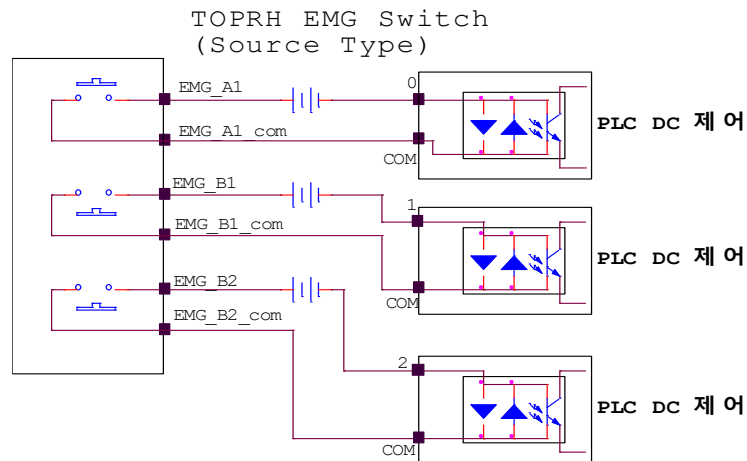 TOPRH EMG Switch
(Source Type)
EMG_A1
0
EMG_A1_com
COM
PLC DC 제어
EMG_B1
1
EMG_B1_com
COM
PLC DC 제어
EMG_B2
EMG_B2_com
2
COM
PLC DC 제어